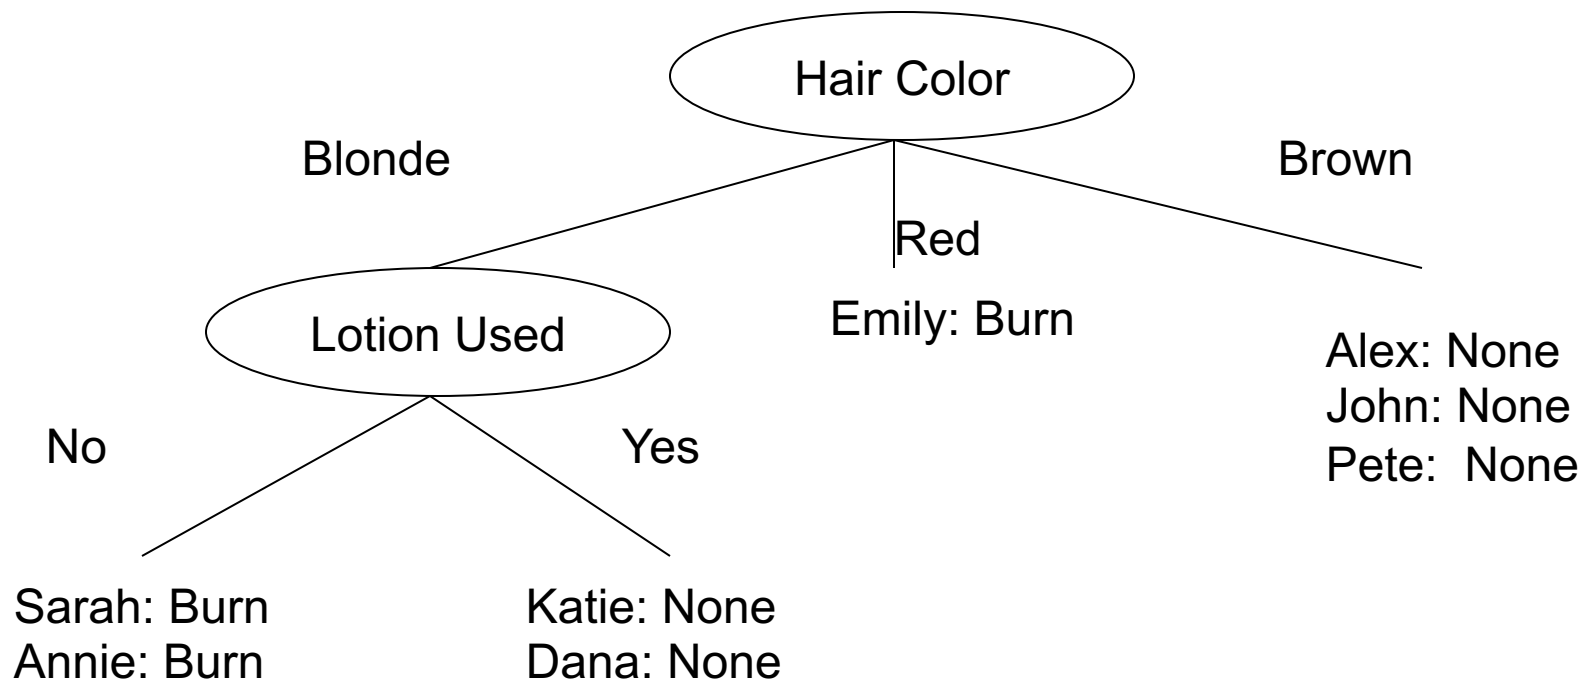 Hair Color
Blonde
Brown
Red
Lotion Used
Emily: Burn
Alex: None
John: None
Pete:  None
No
Yes
Sarah: Burn
Annie: Burn
Katie: None
Dana: None